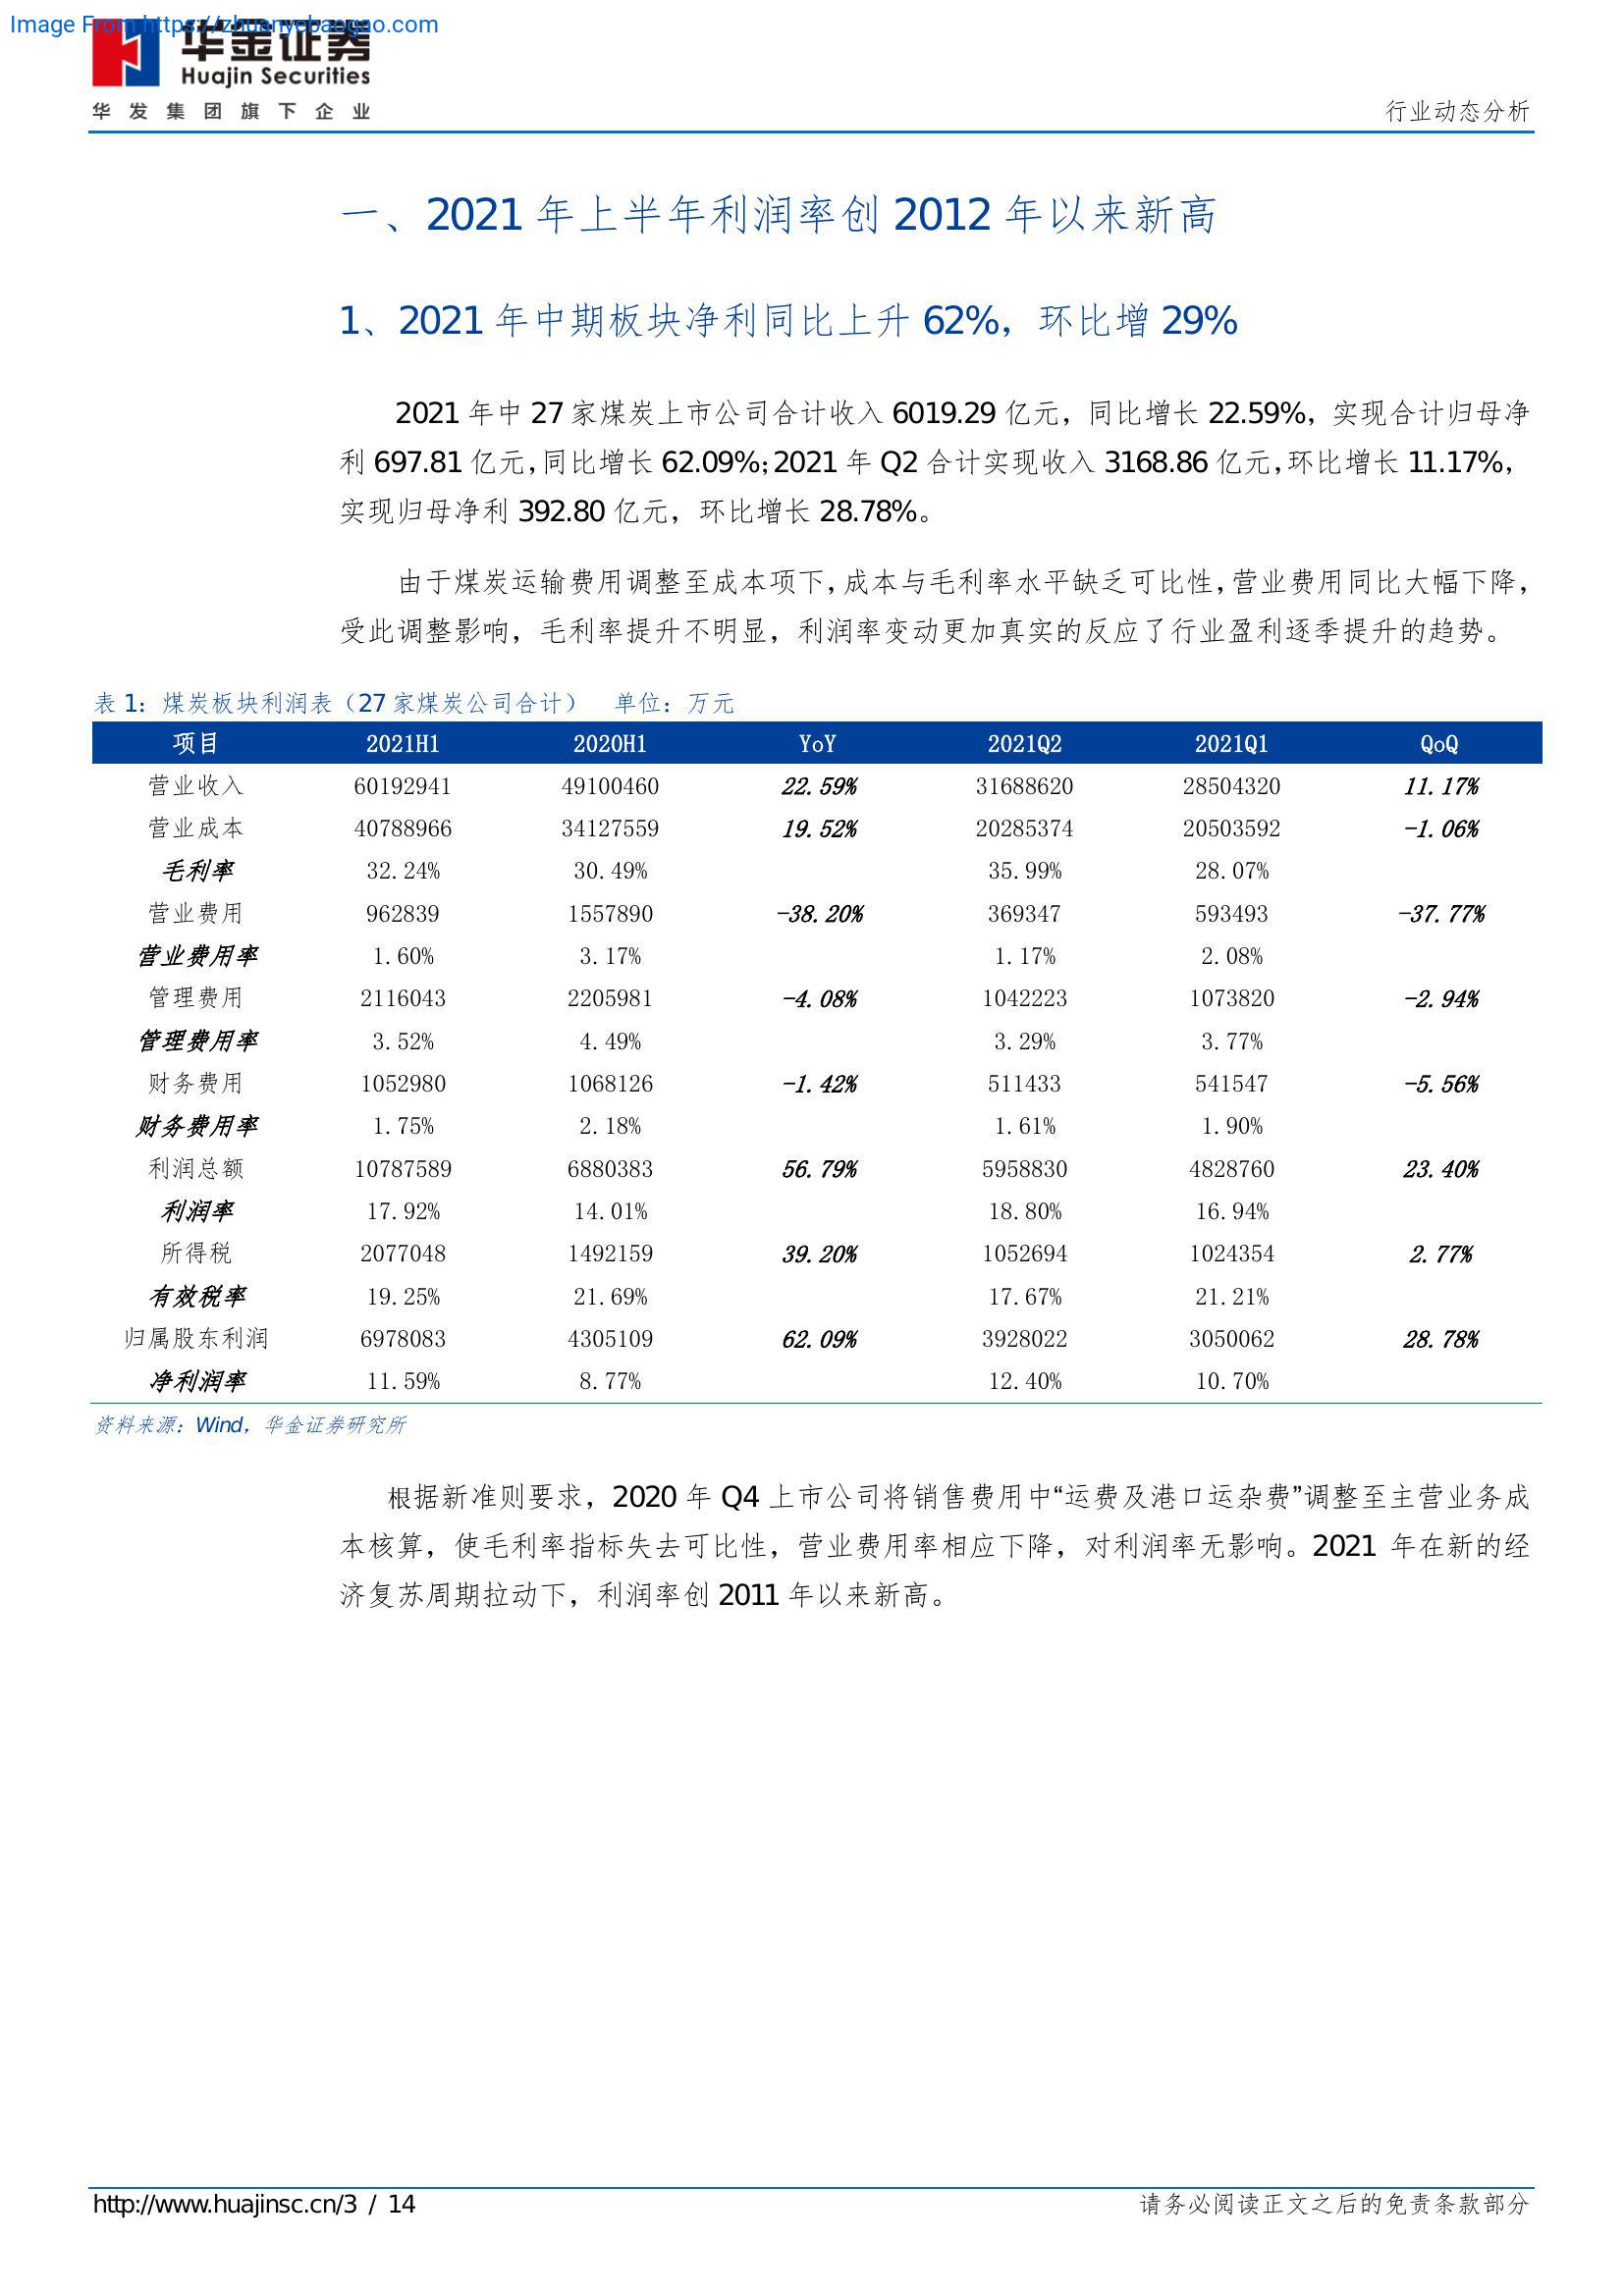 Image From https://zhuanyebaogao.com
华金证券
Huajin Securities
华发集团旗下企业
行业动态分析
一、2021 年上半年利润率创 2012 年以来新高
1、2021 年中期板块净利同比上升 62%，环比增 29%
2021 年中 27 家煤炭上市公司合计收入 6019.29 亿元，同比增长 22.59%，实现合计归母净
利 697.81 亿元，同比增长 62.09%；2021 年 Q2 合计实现收入 3168.86 亿元，环比增长 11.17%，
实现归母净利 392.80 亿元，环比增长 28.78%。
由于煤炭运输费用调整至成本项下，成本与毛利率水平缺乏可比性，营业费用同比大幅下降，
受此调整影响，毛利率提升不明显，利润率变动更加真实的反应了行业盈利逐季提升的趋势。
表 1：煤炭板块利润表（27 家煤炭公司合计） 单位：万元
项目 2021H1 2020H1 YoY 2021Q2 2021Q1 QoQ
营业收入 60192941 49100460 22.59% 31688620 28504320 11.17%
营业成本 40788966 34127559 19.52% 20285374 20503592 -1.06%
毛利率 32.24% 30.49% 35.99% 28.07%
营业费用 962839 1557890 -38.20% 369347 593493 -37.77%
营业费用率 1.60% 3.17% 1.17% 2.08%
管理费用 2116043 2205981 -4.08% 1042223 1073820 -2.94%
管理费用率 3.52% 4.49% 3.29% 3.77%
财务费用 1052980 1068126 -1.42% 511433 541547 -5.56%
财务费用率 1.75% 2.18% 1.61% 1.90%
利润总额 10787589 6880383 56.79% 5958830 4828760 23.40%
利润率 17.92% 14.01% 18.80% 16.94%
所得税 2077048 1492159 39.20% 1052694 1024354 2.77%
有效税率 19.25% 21.69% 17.67% 21.21%
归属股东利润 6978083 4305109 62.09% 3928022 3050062 28.78%
净利润率 11.59% 8.77% 12.40% 10.70%
资料来源：Wind，华金证券研究所
根据新准则要求，2020 年 Q4 上市公司将销售费用中“运费及港口运杂费”调整至主营业务成
本核算，使毛利率指标失去可比性，营业费用率相应下降，对利润率无影响。2021 年在新的经
济复苏周期拉动下，利润率创 2011 年以来新高。
http://www.huajinsc.cn/3 / 14
请务必阅读正文之后的免责条款部分